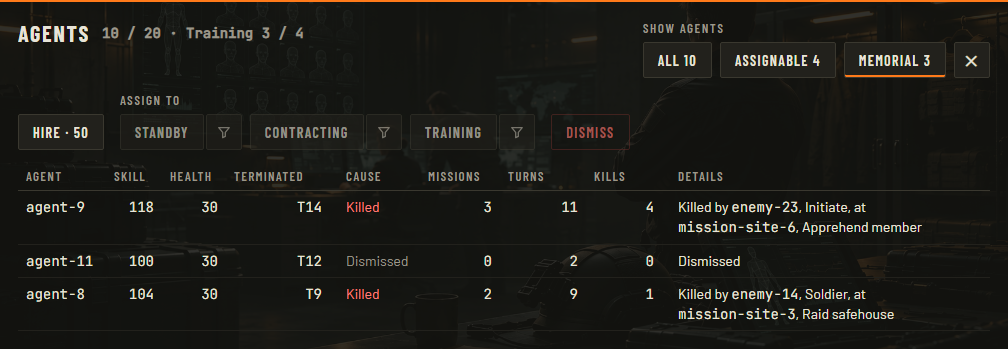 AGENTS 10 / 20 · Training 3 / 4
SHOW AGENTS
ALL 10 ASSIGNABLE 4 MEMORIAL 3 ✕
ASSIGN TO
HIRE · 50 STANDBY CONTRACTING TRAINING DISMISS
AGENT SKILL HEALTH TERMINATED CAUSE MISSIONS TURNS KILLS DETAILS
agent-9 118 30 T14 Killed 3 11 4 Killed by enemy-23, Initiate, at
mission-site-6, Apprehend member
agent-11 100 30 T12 Dismissed 0 2 0 Dismissed
agent-8 104 30 T9 Killed 2 9 1 Killed by enemy-14, Soldier, at
mission-site-3, Raid safehouse